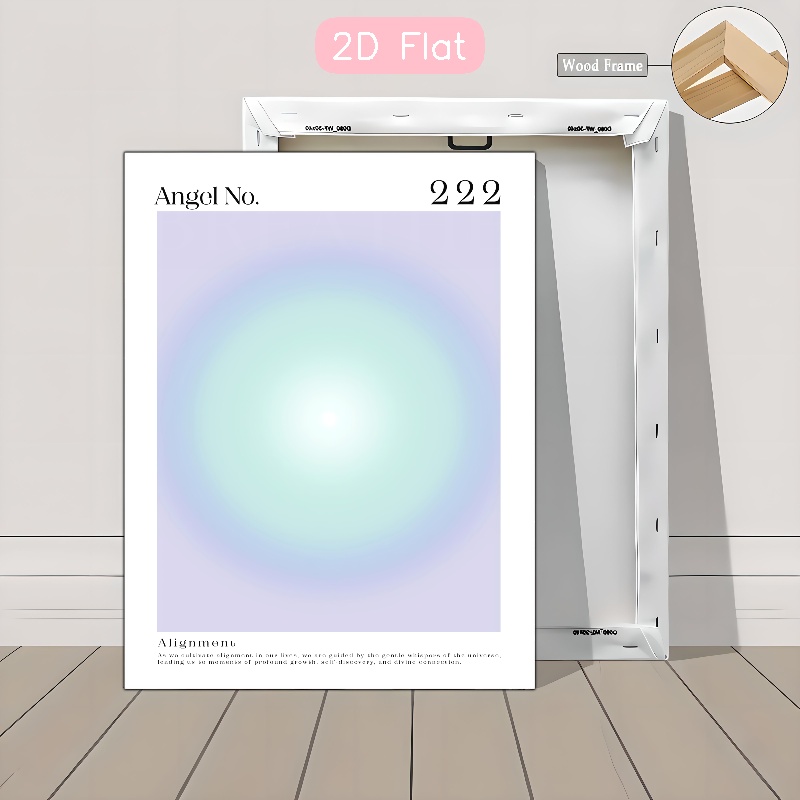 2D Flat
Wood Frame
Angel No. 222
Alignment
As we cultivate alignment in our lives, we are guided by the gentle whispers of the universe,
leading us to moments of profound growth, self-discovery, and divine connection.